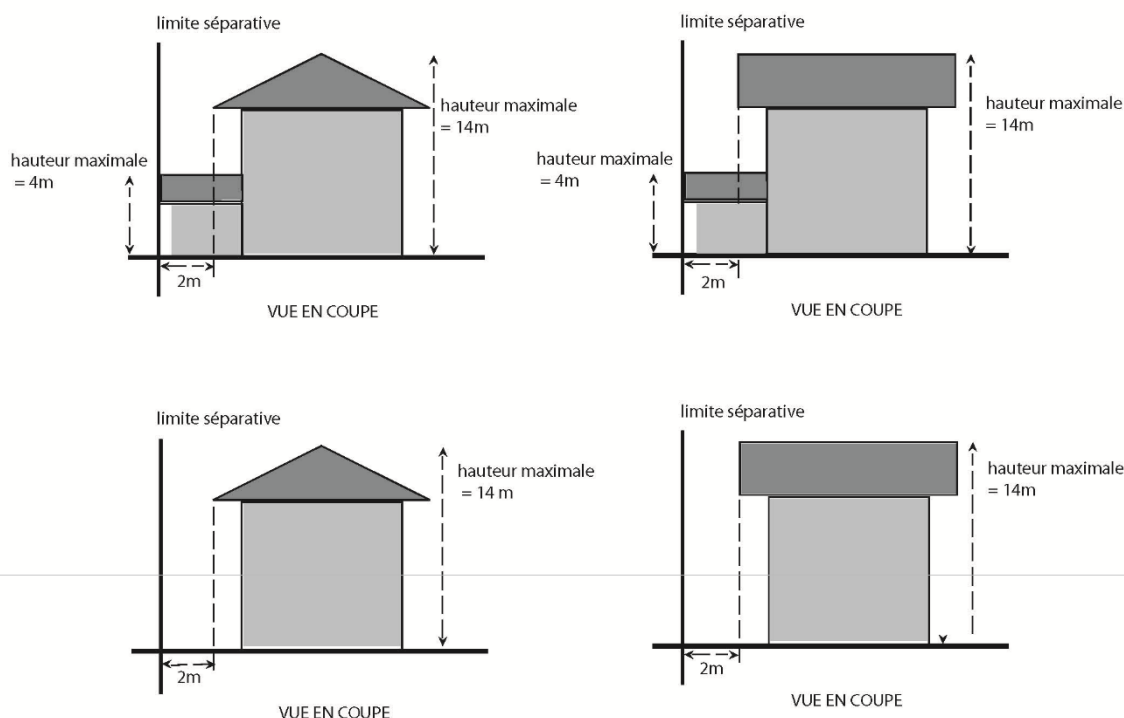 limite séparative
hauteur maximale
= 14m
hauteur maximale
= 4m
2m
VUE EN COUPE
limite séparative
hauteur maximale
= 14m
hauteur maximale
= 4m
2m
VUE EN COUPE
limite séparative
hauteur maximale
= 14 m
2m
VUE EN COUPE
limite séparative
hauteur maximale
= 14m
2m
VUE EN COUPE